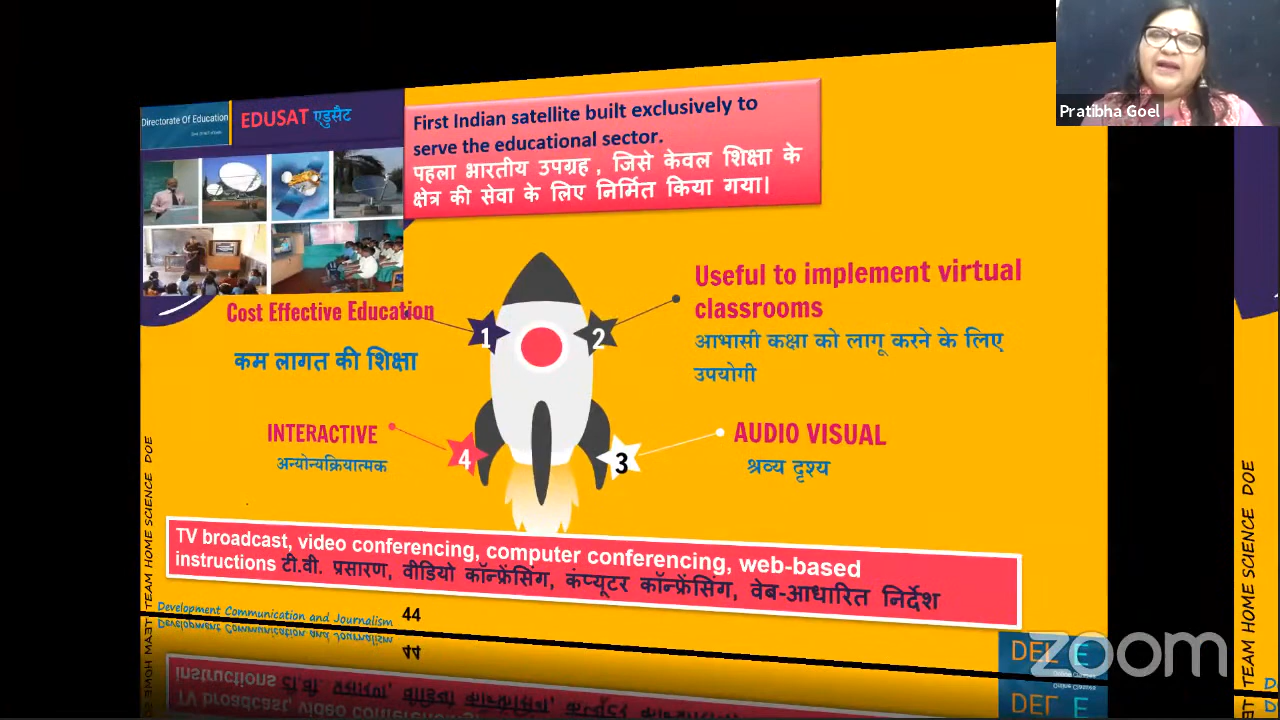 Pratibha Goel
Directorate Of Education
EDUSAT एडुसैट
First Indian satellite built exclusively to
serve the educational sector.
पहला भारतीय उपग्रह , जिसे केवल शिक्षा के
क्षेत्र की सेवा के लिए निर्मित किया गया।
Cost Effective Education
कम लागत की शिक्षा
1
2
Useful to implement virtual
classrooms
आभासी कक्षा को लागू करने के लिए
उपयोगी
INTERACTIVE
अन्योन्यक्रियात्मक
4
3
AUDIO VISUAL
श्रव्य दृश्य
TV broadcast, video conferencing, computer conferencing, web-based
instructions टी.वी. प्रसारण, वीडियो कॉन्फ्रेंसिंग, कंप्यूटर कॉन्फ्रेंसिंग, वेब-आधारित निर्देश
Development Communication and Journalism 44
TEAM HOME SCIENCE DOE
TEAM HOME SCIENCE DOE
zoom